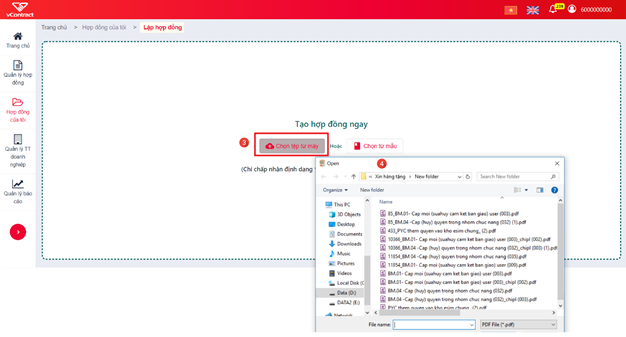 vContract
224
6000000000
Trang chủ > Hợp đồng của tôi > Lập hợp đồng
Trang chủ
Quản lý hợp
đồng
Hợp đồng
của tôi
Quản lý TT
doanh
nghiệp
Quản lý báo
cáo
Tạo hợp đồng ngay
3
Chọn tệp từ máy
Hoặc
Chọn từ mẫu
(Chỉ chấp nhận định dạng
4
Open
« Xin hàng tặng > New folder
Search New folder
Organize
New folder
This PC
3D Objects
Desktop
Documents
Downloads
Music
Pictures
Videos
Local Disk (C
Data (D:)
DATA2 (E:)
Network
Name
85_BM.01- Cap moi (suahuy cam ket ban giao) user (003).pdf
85_BM.04 -Cap (huy) quyen trong nhom chuc nang (032) (1).pdf
433_PYC them quyen vao kho esim chung_ (2).pdf
10366_BM.01- Cap moi (suahuy cam ket ban giao) user (003)_chipl (002).pdf
10366_BM.04 -Cap (huy) quyen trong nhom chuc nang (032)_chipl (003) (1).pdf
11854_BM.04 -Cap (huy) quyen trong nhom chuc nang (035).pdf
11854_BM.01- Cap moi (suahuy cam ket ban giao) user (009).pdf
BM.01- Cap moi (suahuy cam ket ban giao) user (003).pdf
BM.01- Cap moi (suahuy cam ket ban giao) user (003)_chipl (002).pdf
BM.04 -Cap (huy) quyen trong nhom chuc nang (032).pdf
BM.04 -Cap (huy) quyen trong nhom chuc nang (032)_chipl (003).pdf
PYC them quyen vao kho esim chung_ (2).pdf
File name:
PDF File (*.pdf)